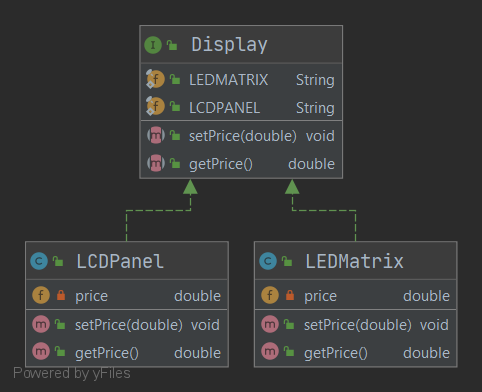 I Display
f LEDMATRIX String
f LCDPANEL String
m setPrice(double) void
m getPrice() double
C LCDPanel
f price double
m setPrice(double) void
m getPrice() double
C LEDMatrix
f price double
m setPrice(double) void
m getPrice() double
Powered by yFiles